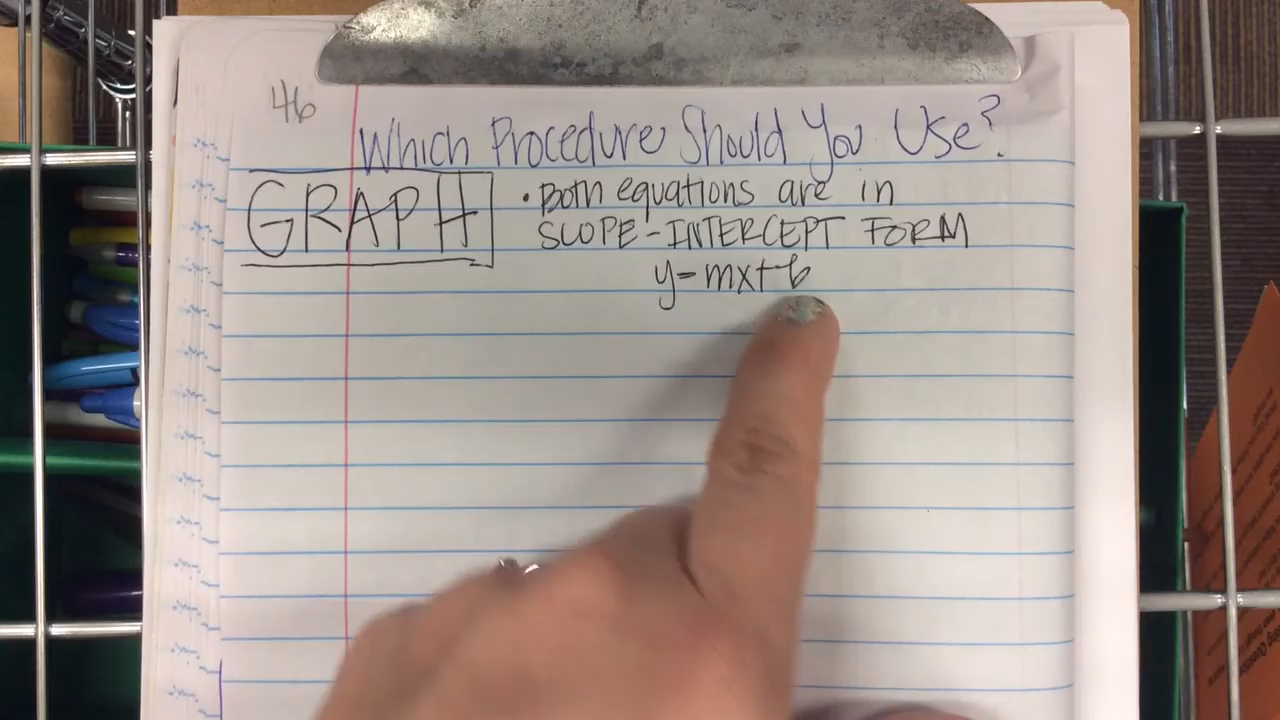 46
Which Procedure Should You Use?
GRAPH
• Both equations are in
SLOPE-INTERCEPT FORM
y=mx+b